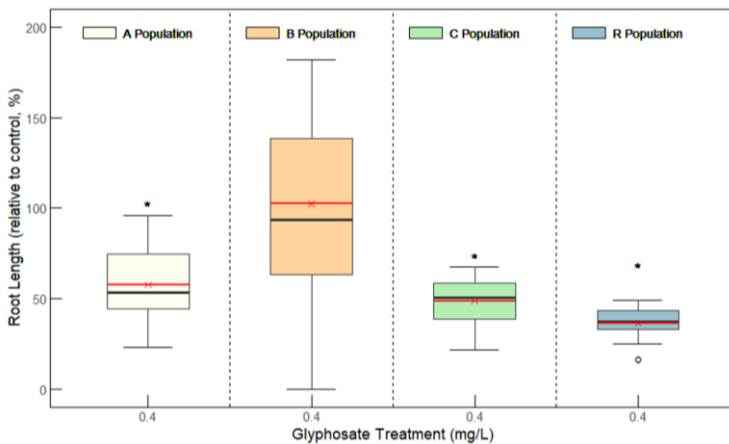 200
150
100
50
0
Root Length (relative to control, %)
A Population
B Population
C Population
R Population
*
*
*
0.4
0.4
0.4
0.4
Glyphosate Treatment (mg/L)